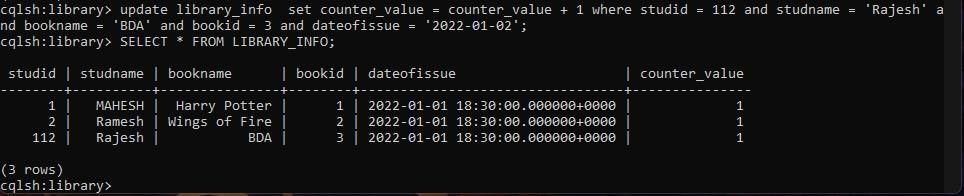 cqlsh:library> update library_info  set counter_value = counter_value + 1 where studid = 112 and studname = 'Rajesh' a
nd bookname = 'BDA' and bookid = 3 and dateofissue = '2022-01-02';
cqlsh:library> SELECT * FROM LIBRARY_INFO;
 studid | studname | bookname      | bookid | dateofissue                     | counter_value
--------+----------+---------------+--------+---------------------------------+---------------
      1 |   MAHESH |  Harry Potter |      1 | 2022-01-01 18:30:00.000000+0000 |             1
      2 |   Ramesh | Wings of Fire |      2 | 2022-01-01 18:30:00.000000+0000 |             1
    112 |   Rajesh |           BDA |      3 | 2022-01-01 18:30:00.000000+0000 |             1
(3 rows)
cqlsh:library>